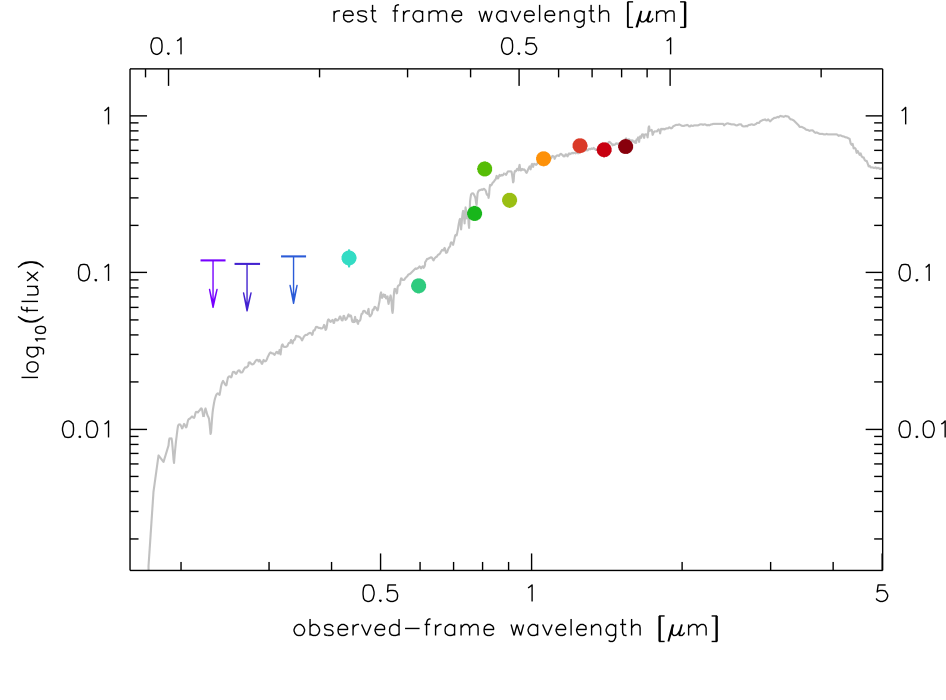 rest frame wavelength [μm]
0.1 0.5 1
1 1
0.1 0.1
log10(flux)
0.01 0.01
0.5 1 5
observed-frame wavelength [μm]